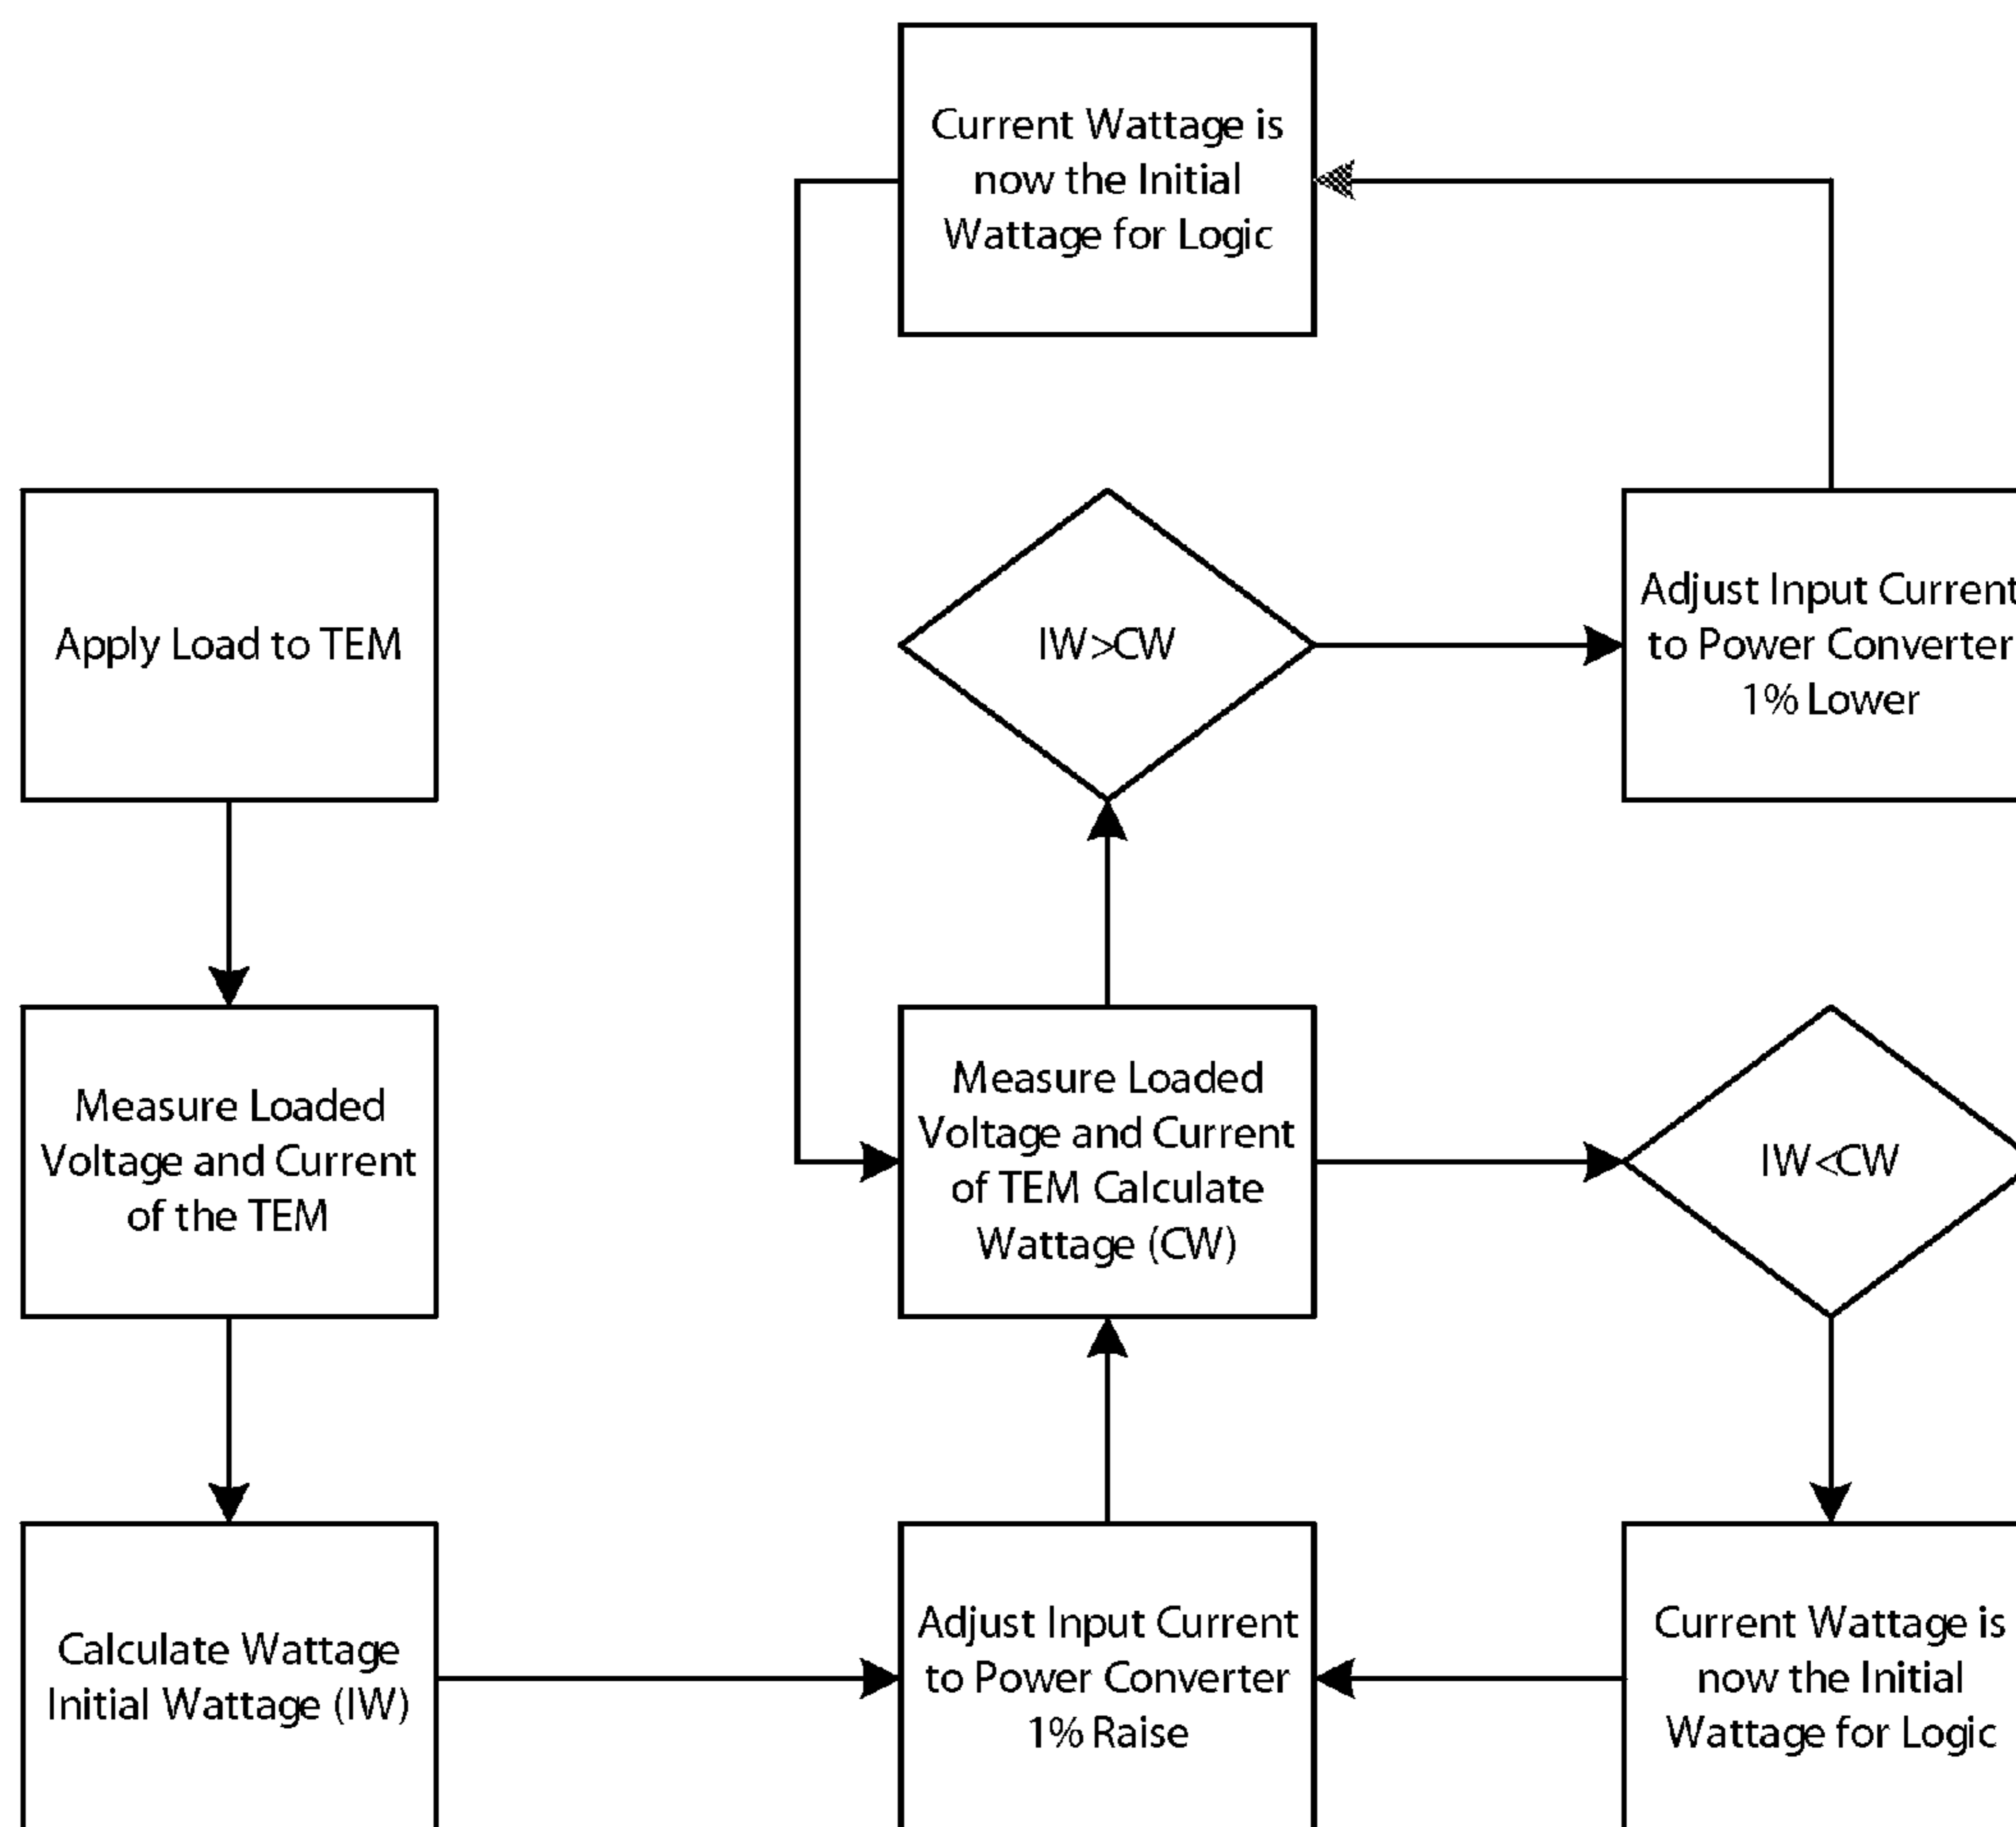 Current Wattage is
now the Initial
Wattage for Logic
Apply Load to TEM
IW>CW
Adjust Input Current
to Power Converter
1% Lower
Measure Loaded
Voltage and Current
of the TEM
Measure Loaded
Voltage and Current
of TEM Calculate
Wattage (CW)
IW<CW
Calculate Wattage
Initial Wattage (IW)
Adjust Input Current
to Power Converter
1% Raise
Current Wattage is
now the Initial
Wattage for Logic